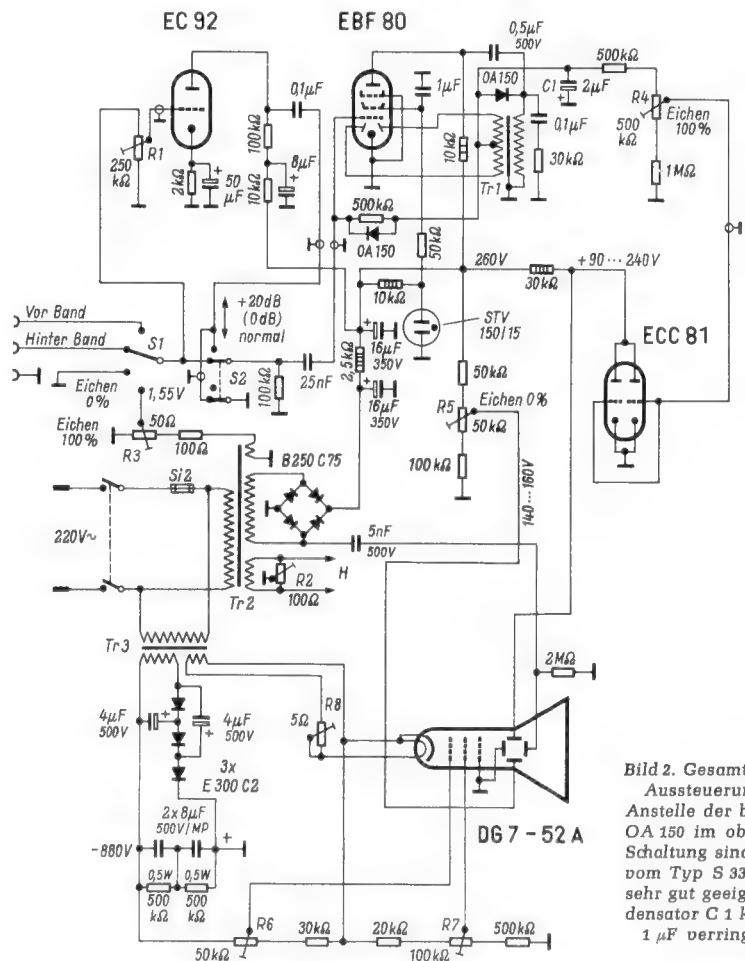 EC 92
EBF 80
0,5µF
500V
0,1µF
1µF
OA150
C1
2µF
500kΩ
R4
500
kΩ
Eichen
100%
R1
250
kΩ
100kΩ
8µF
2kΩ
50
µF
10kΩ
10kΩ
0,1µF
30kΩ
1MΩ
Tr1
500kΩ
OA150
50kΩ
260V
+90...240V
30kΩ
ECC 81
+20dB
(0dB)
normal
10kΩ
STV
150/15
Vor Band
Hinter Band
S1
S2
Eichen
0%
1,55V
100kΩ
25nF
16µF
350V
2,5kΩ
16µF
350V
50kΩ
Eichen 0%
R5
50kΩ
100kΩ
140...160V
Eichen
100%
50Ω
R3
100Ω
B250C75
Si2
220V~
5nF
500V
H
R2
100Ω
Tr2
Tr3
2MΩ
R8
5Ω
4µF
500V
4µF
500V
3x
E 300 C2
2x8µF
500V/MP
-880V
0,5W
500
kΩ
0,5W
500
kΩ
DG 7-52 A
R6
50kΩ
30kΩ
20kΩ
R7
100kΩ
500kΩ
Bild 2. Gesamt
Aussteuerun
Anstelle der b
OA 150 im ob
Schaltung sind
vom Typ S 33
sehr gut geeig
densator C 1 k
1 µF verring